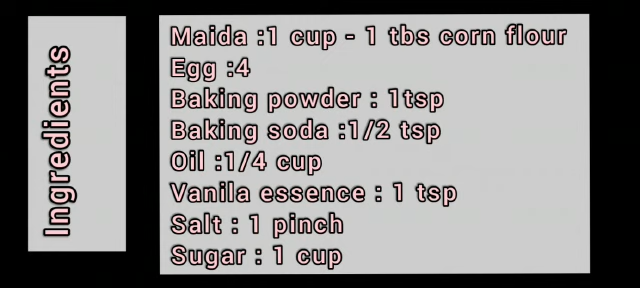 Ingredients
Maida :1 cup - 1 tbs corn flour
Egg :4
Baking powder : 1tsp
Baking soda :1/2 tsp
Oil :1/4 cup
Vanila essence : 1 tsp
Salt : 1 pinch
Sugar : 1 cup